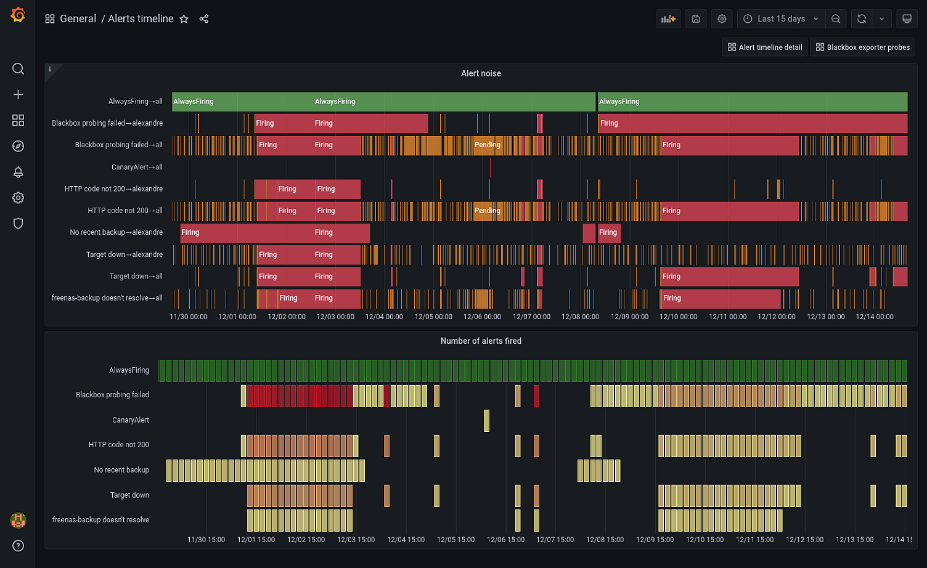 General / Alerts timeline
Last 15 days
Alert timeline detail
Blackbox exporter probes
i
Alert noise
AlwaysFiring→all AlwaysFiring AlwaysFiring AlwaysFiring
Blackbox probing failed→alexandre Firing Firing Firing
Blackbox probing failed→all Firing Firing Pending Firing
CanaryAlert→all
HTTP code not 200→alexandre Firing Firing
HTTP code not 200→all Firing Firing Pending Firing
No recent backup→alexandre Firing Firing Firing
Target down→alexandre Firing Firing
Target down→all Firing Firing Firing
freenas-backup doesn't resolve→all Firing Firing Firing
11/30 00:00 12/01 00:00 12/02 00:00 12/03 00:00 12/04 00:00 12/05 00:00 12/06 00:00 12/07 00:00 12/08 00:00 12/09 00:00 12/10 00:00 12/11 00:00 12/12 00:00 12/13 00:00 12/14 00:00
Number of alerts fired
AlwaysFiring
Blackbox probing failed
CanaryAlert
HTTP code not 200
No recent backup
Target down
freenas-backup doesn't resolve
11/30 15:00 12/01 15:00 12/02 15:00 12/03 15:00 12/04 15:00 12/05 15:00 12/06 15:00 12/07 15:00 12/08 15:00 12/09 15:00 12/10 15:00 12/11 15:00 12/12 15:00 12/13 15:00 12/14 15